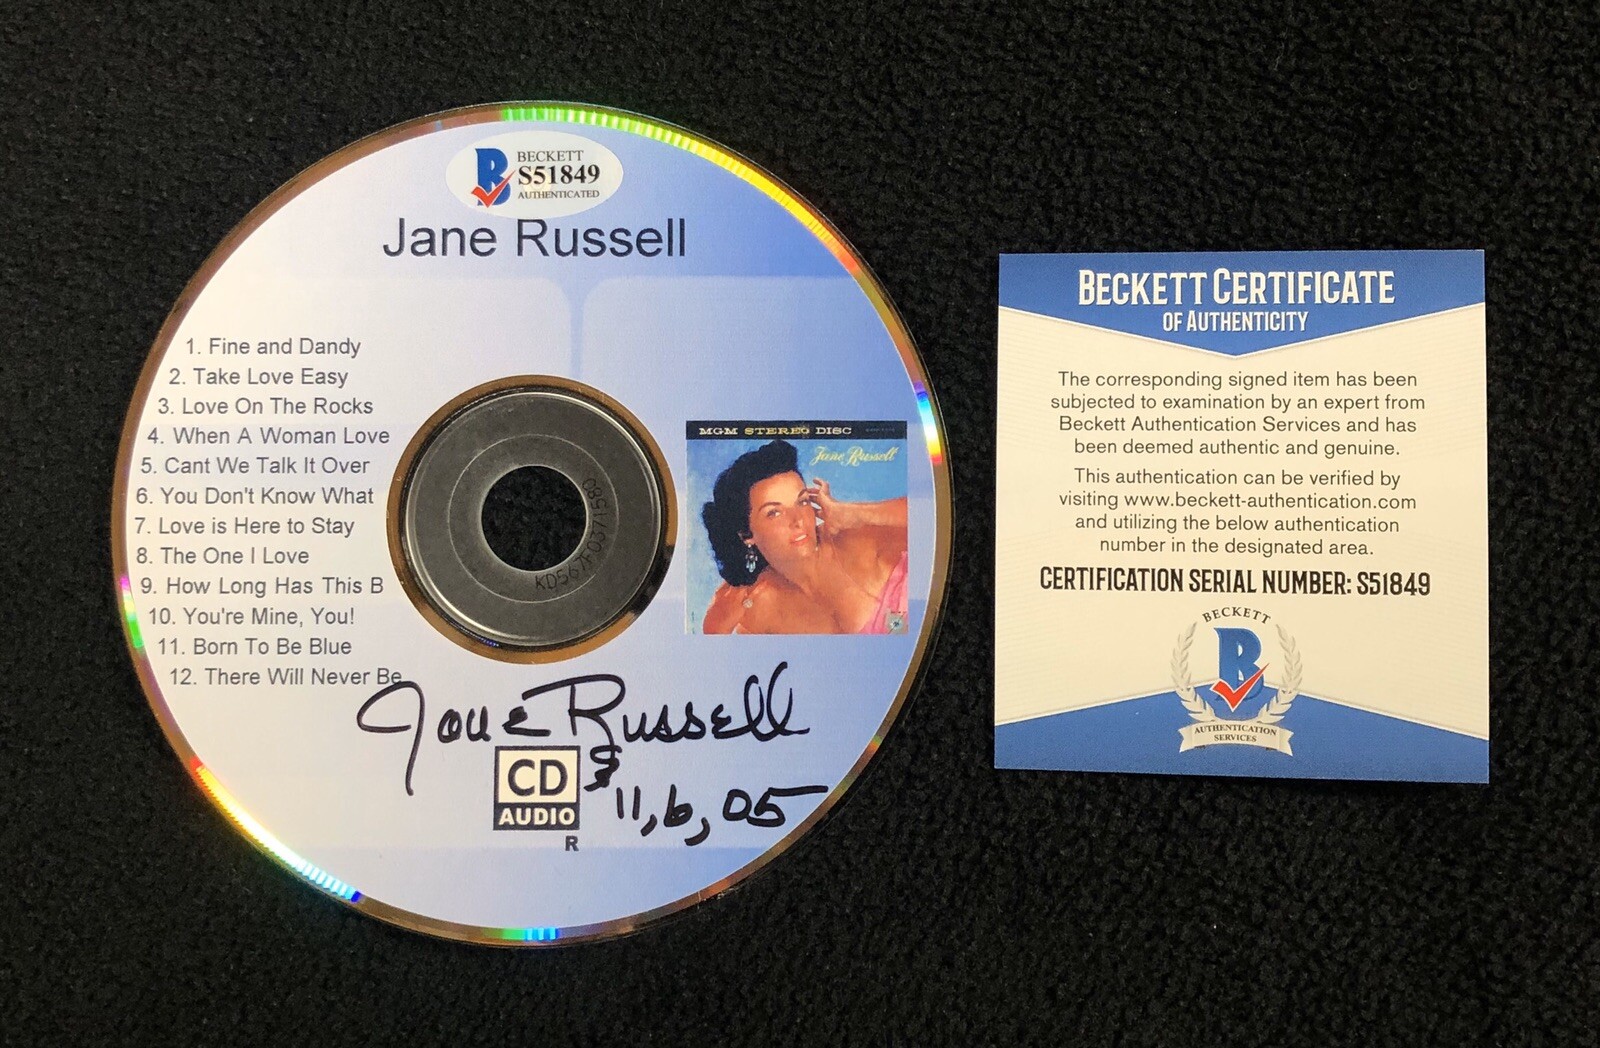 BECKETT
S51849
AUTHENTICATED
Jane Russell
1. Fine and Dandy
2. Take Love Easy
3. Love On The Rocks
4. When A Woman Love
5. Cant We Talk It Over
6. You Don't Know What
7. Love is Here to Stay
8. The One I Love
9. How Long Has This B
10. You're Mine, You!
11. Born To Be Blue
12. There Will Never Be
MGM STEREO DISC
Jane Russell
Jane Russell
11, 6, 05
CD
AUDIO
R
BECKETT CERTIFICATE
OF AUTHENTICITY
The corresponding signed item has been
subjected to examination by an expert from
Beckett Authentication Services and has
been deemed authentic and genuine.
This authentication can be verified by
visiting www.beckett-authentication.com
and utilizing the below authentication
number in the designated area.
CERTIFICATION SERIAL NUMBER: S51849
BECKETT
B
AUTHENTICATION
SERVICES